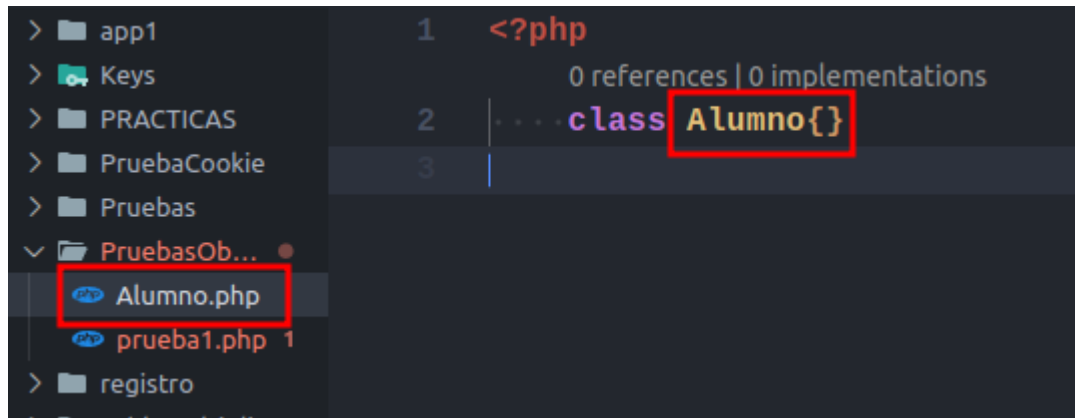 app1
Keys
PRACTICAS
PruebaCookie
Pruebas
PruebasOb...
Alumno.php
prueba1.php 1
registro
1 <?php
0 references | 0 implementations
2 class Alumno{}
3